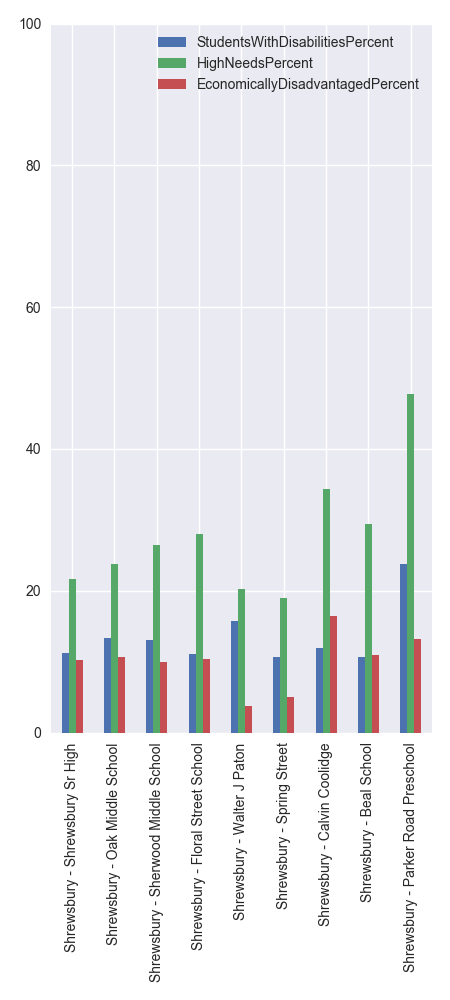 100
80
60
40
20
0
StudentsWithDisabilitiesPercent
HighNeedsPercent
EconomicallyDisadvantagedPercent
Shrewsbury - Shrewsbury Sr High
Shrewsbury - Oak Middle School
Shrewsbury - Sherwood Middle School
Shrewsbury - Floral Street School
Shrewsbury - Walter J Paton
Shrewsbury - Spring Street
Shrewsbury - Calvin Coolidge
Shrewsbury - Beal School
Shrewsbury - Parker Road Preschool